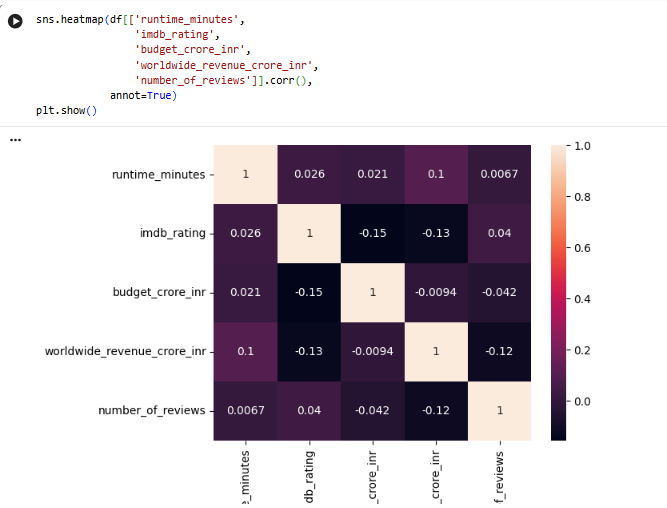 sns.heatmap(df[['runtime_minutes',
'imdb_rating',
'budget_crore_inr',
'worldwide_revenue_crore_inr',
'number_of_reviews']].corr(),
annot=True)
plt.show()
...
runtime_minutes 1 0.026 0.021 0.1 0.0067
imdb_rating 0.026 1 -0.15 -0.13 0.04
budget_crore_inr 0.021 -0.15 1 -0.0094 -0.042
worldwide_revenue_crore_inr 0.1 -0.13 -0.0094 1 -0.12
number_of_reviews 0.0067 0.04 -0.042 -0.12 1
e_minutes
db_rating
_crore_inr
_crore_inr
f_reviews
1.0
0.8
0.6
0.4
0.2
0.0